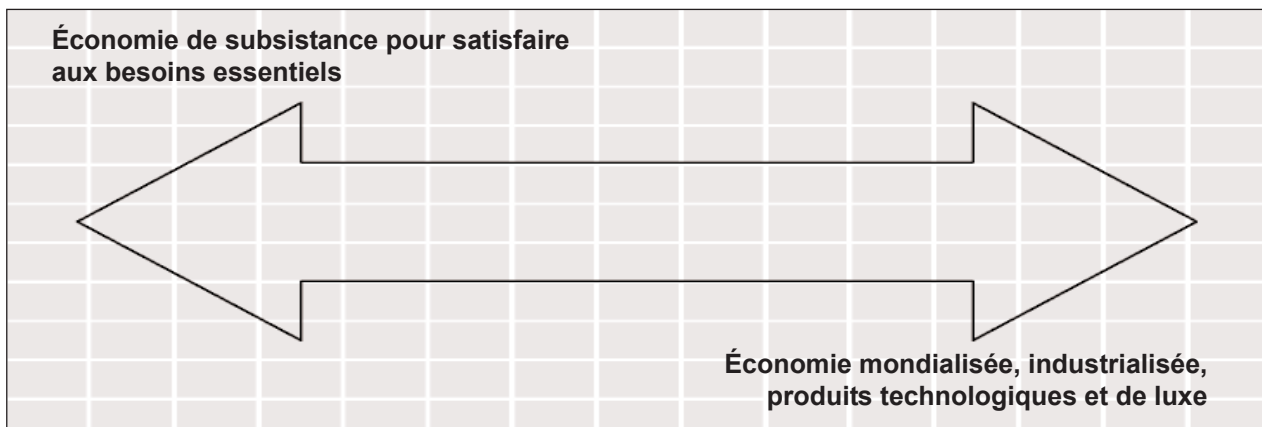 Économie de subsistance pour satisfaire
aux besoins essentiels
Économie mondialisée, industrialisée,
produits technologiques et de luxe